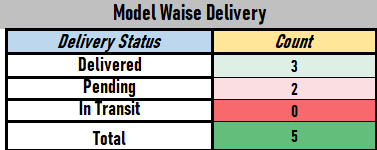 Model Waise Delivery
Delivery Status Count
Delivered 3
Pending 2
In Transit 0
Total 5